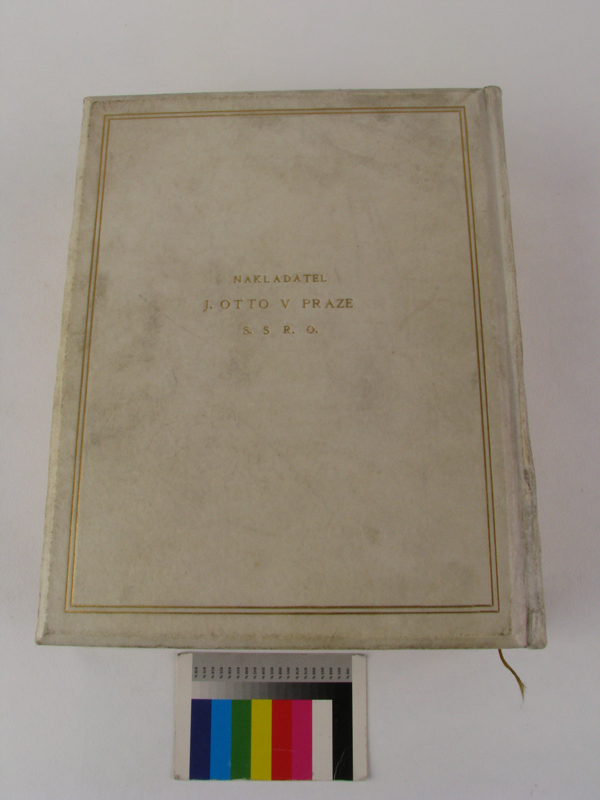 NAKLADATEL
J. OTTO V PRAZE
S. S R. O.